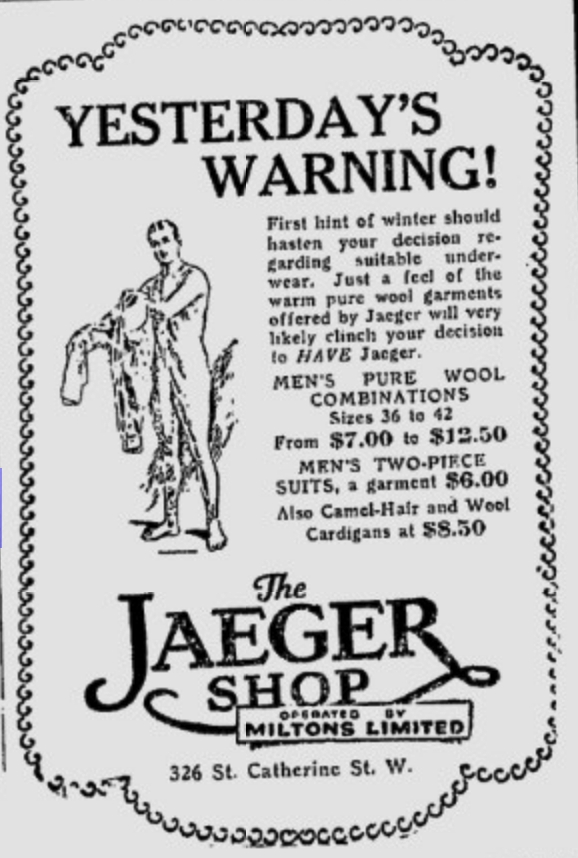 YESTERDAY'S
WARNING!
First hint of winter should
hasten your decision re-
garding suitable under-
wear. Just a feel of the
warm pure wool garments
offered by Jaeger will very
likely clinch your decision
to HAVE Jaeger.
MEN'S PURE WOOL
COMBINATIONS
Sizes 36 to 42
From $7.00 to $12.50
MEN'S TWO-PIECE
SUITS, a garment $6.00
Also Camel-Hair and Wool
Cardigans at $8.50
The
JAEGER
SHOP
OPERATED BY
MILTONS LIMITED
326 St. Catherine St. W.